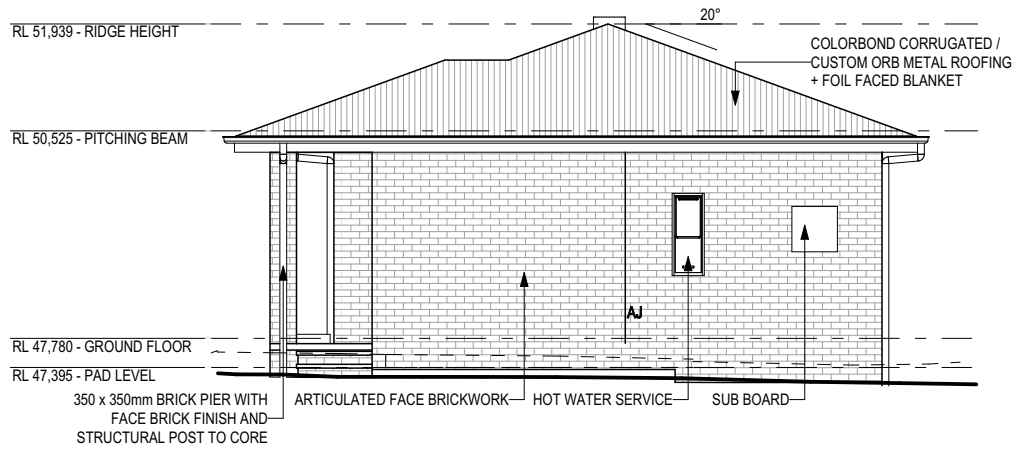 20°
RL 51,939 - RIDGE HEIGHT
COLORBOND CORRUGATED /
CUSTOM ORB METAL ROOFING
+ FOIL FACED BLANKET
RL 50,525 - PITCHING BEAM
AJ
RL 47,780 - GROUND FLOOR
RL 47,395 - PAD LEVEL
350 x 350mm BRICK PIER WITH
FACE BRICK FINISH AND
STRUCTURAL POST TO CORE
ARTICULATED FACE BRICKWORK
HOT WATER SERVICE
SUB BOARD